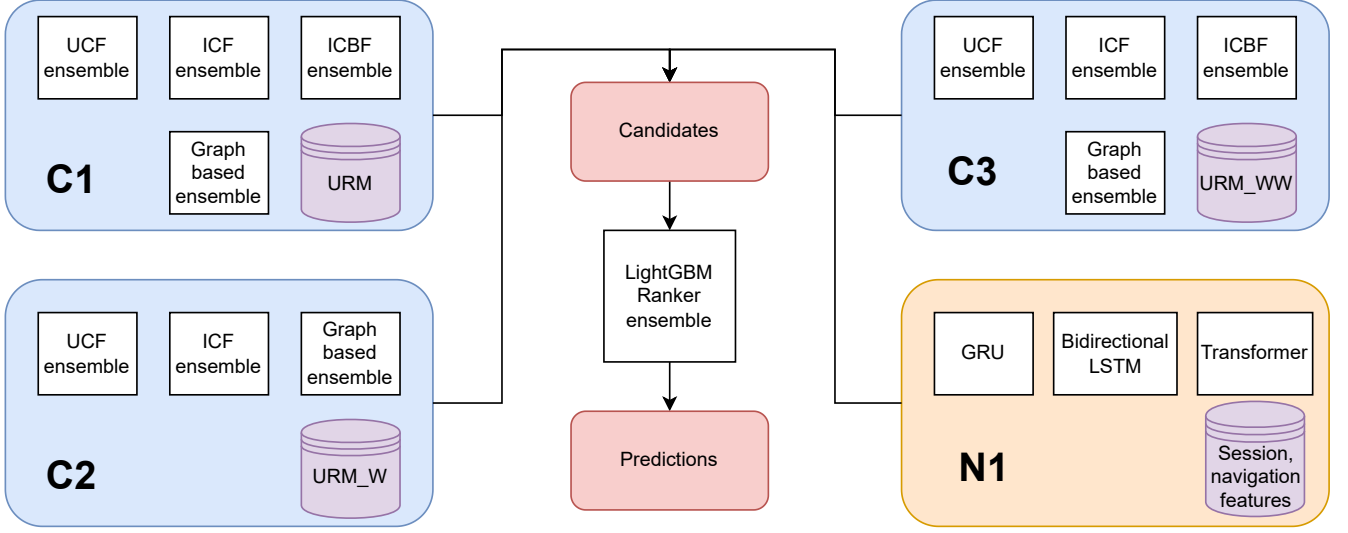 UCF
ensemble
ICF
ensemble
ICBF
ensemble
Graph
based
ensemble
URM
C1
UCF
ensemble
ICF
ensemble
Graph
based
ensemble
URM_W
C2
Candidates
LightGBM
Ranker
ensemble
Predictions
UCF
ensemble
ICF
ensemble
ICBF
ensemble
Graph
based
ensemble
URM_WW
C3
GRU
Bidirectional
LSTM
Transformer
Session,
navigation
features
N1